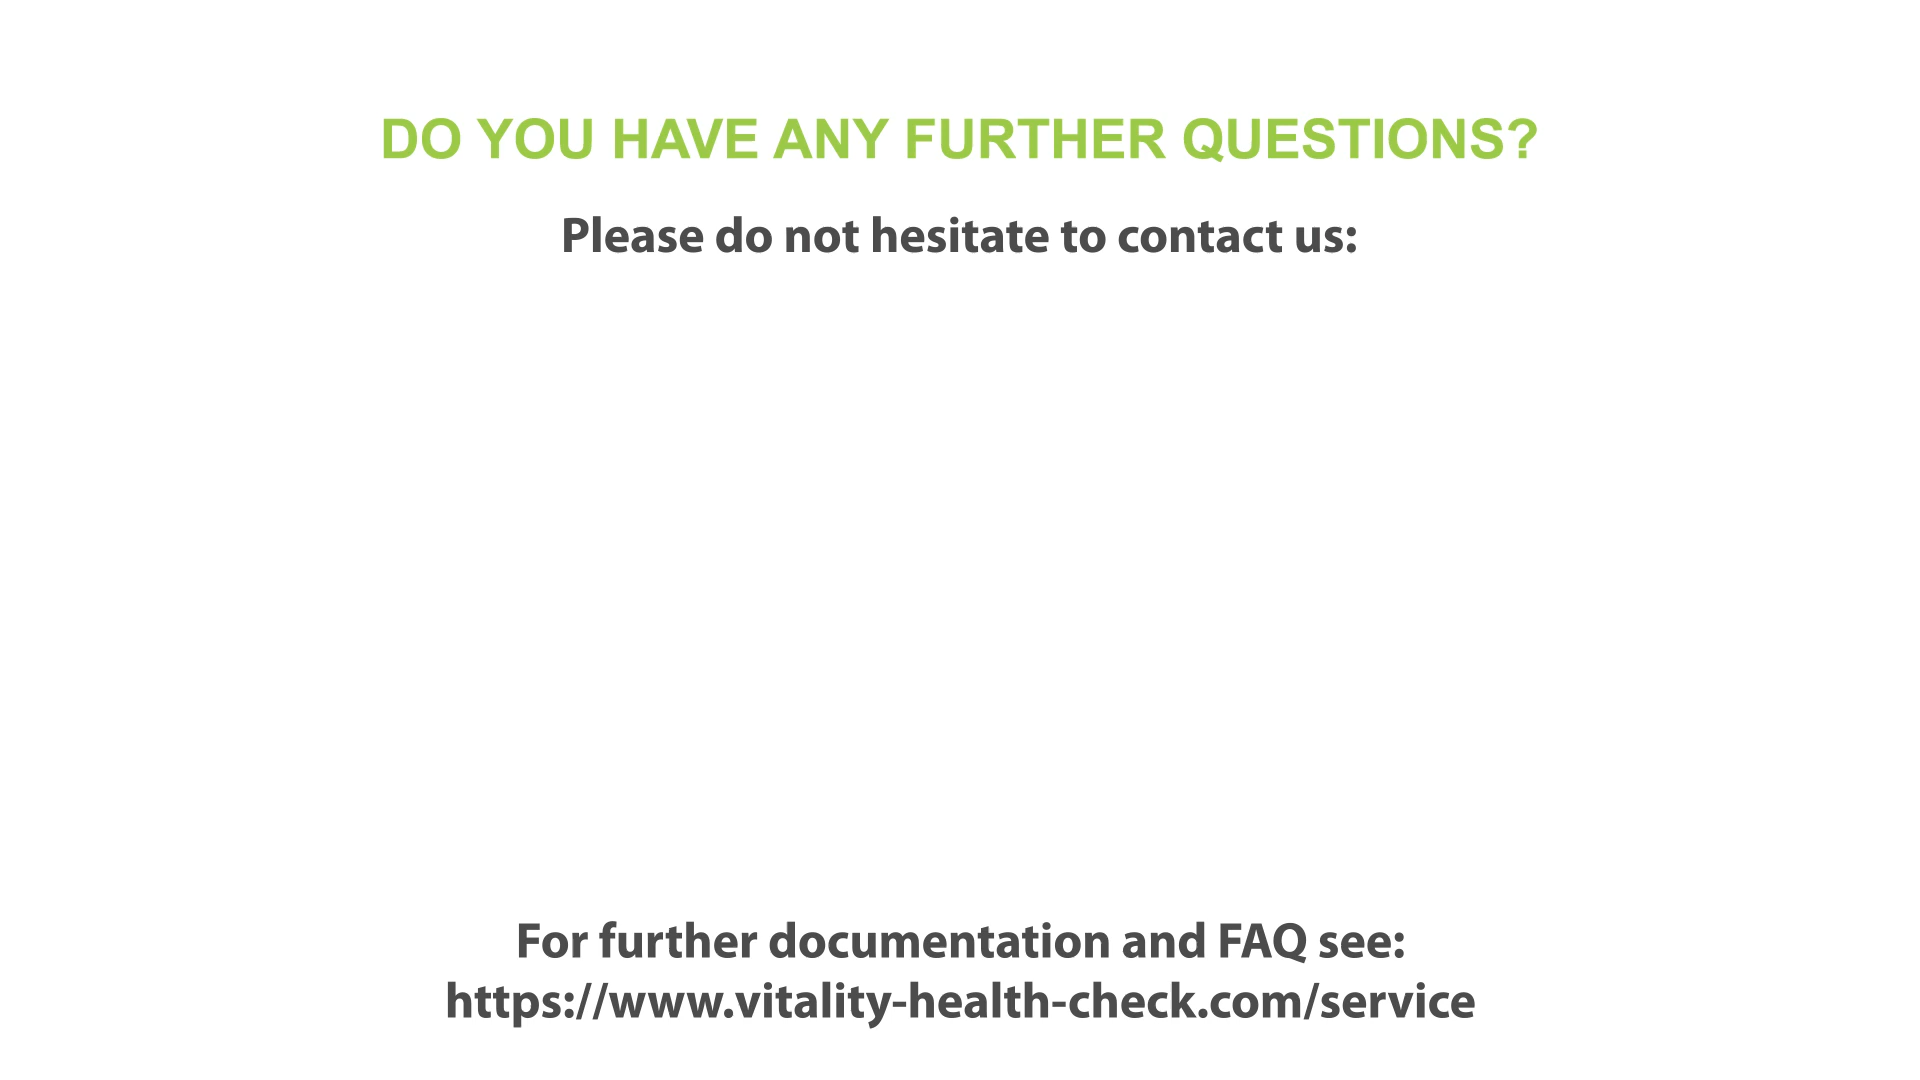 DO YOU HAVE ANY FURTHER QUESTIONS?
Please do not hesitate to contact us:
For further documentation and FAQ see:
https://www.vitality-health-check.com/service